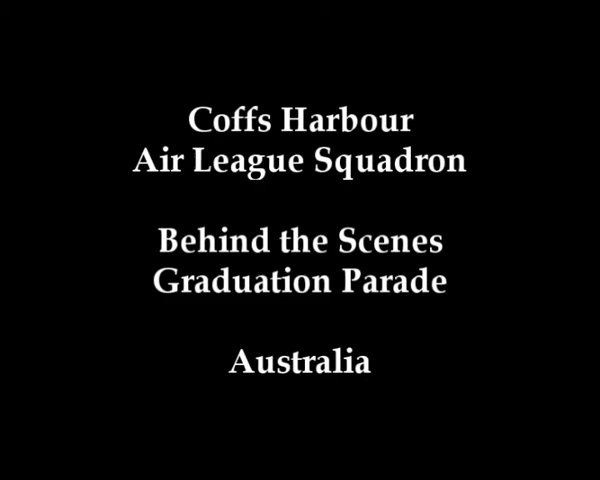 Coffs Harbour
Air League Squadron
Behind the Scenes
Graduation Parade
Australia